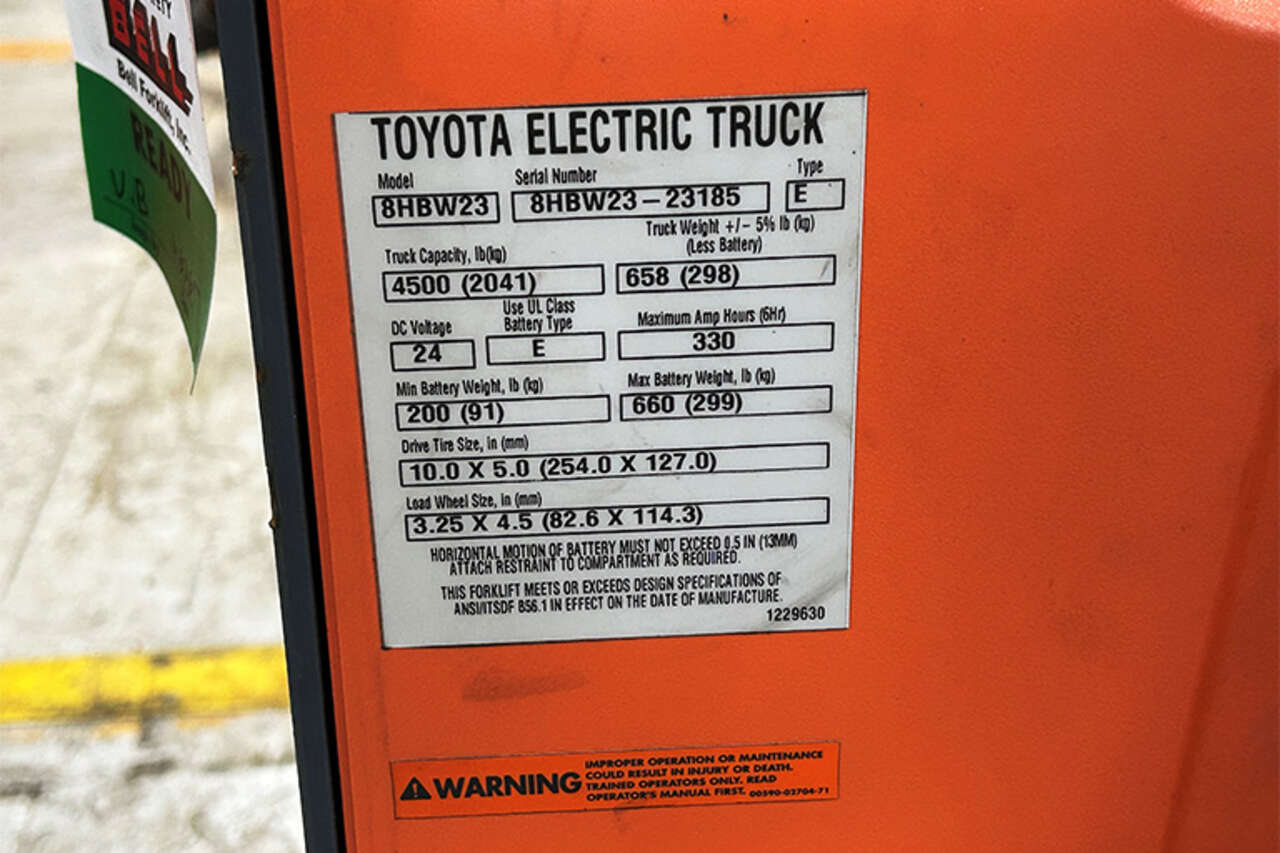 BELL
Bell Forklift, Inc.
READY
V.B
TOYOTA ELECTRIC TRUCK
Model Serial Number Type
8HBW23 8HBW23-23185 E
Truck Capacity, lb(kg) Truck Weight +/- 5% lb (kg)
(Less Battery)
4500 (2041) 658 (298)
DC Voltage Use UL Class
Battery Type Maximum Amp Hours (6Hr)
24 E 330
Min Battery Weight, lb (kg) Max Battery Weight, lb (kg)
200 (91) 660 (299)
Drive Tire Size, in (mm)
10.0 X 5.0 (254.0 X 127.0)
Load Wheel Size, in (mm)
3.25 X 4.5 (82.6 X 114.3)
HORIZONTAL MOTION OF BATTERY MUST NOT EXCEED 0.5 IN (13MM)
ATTACH RESTRAINT TO COMPARTMENT AS REQUIRED.
THIS FORKLIFT MEETS OR EXCEEDS DESIGN SPECIFICATIONS OF
ANSI/ITSDF B56.1 IN EFFECT ON THE DATE OF MANUFACTURE.
1229630
WARNING
IMPROPER OPERATION OR MAINTENANCE
COULD RESULT IN INJURY OR DEATH.
TRAINED OPERATORS ONLY. READ
OPERATOR'S MANUAL FIRST. 00590-02704-71